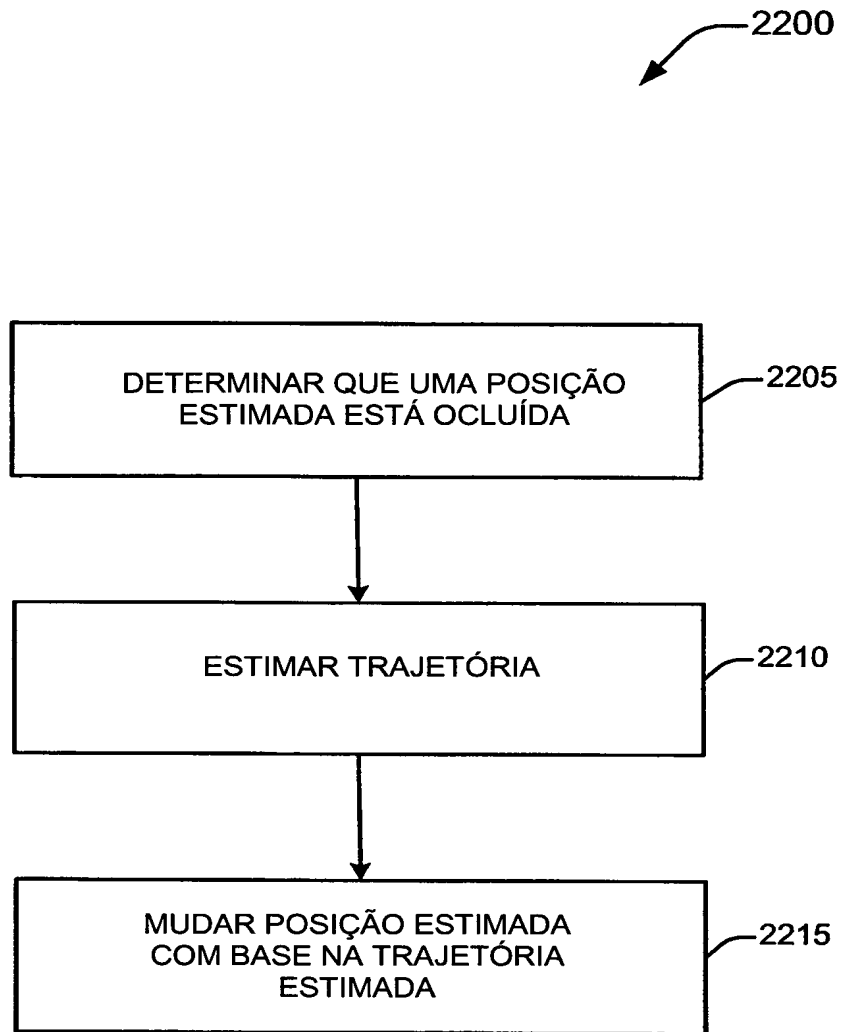 2200
DETERMINAR QUE UMA POSIÇÃO
ESTIMADA ESTÁ OCLUÍDA
2205
ESTIMAR TRAJETÓRIA
2210
MUDAR POSIÇÃO ESTIMADA
COM BASE NA TRAJETÓRIA
ESTIMADA
2215